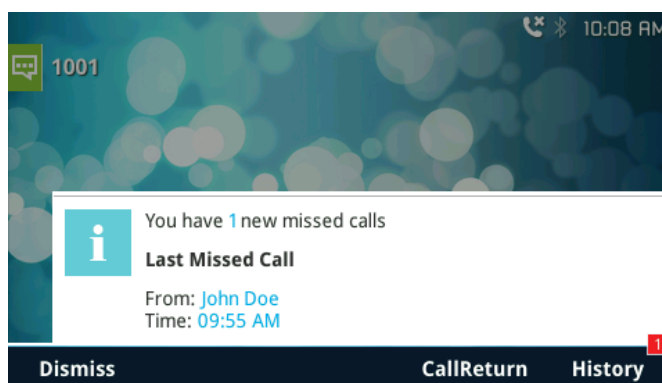 10:08 AM
1001
You have 1 new missed calls
Last Missed Call
From: John Doe
Time: 09:55 AM
1
Dismiss CallReturn History